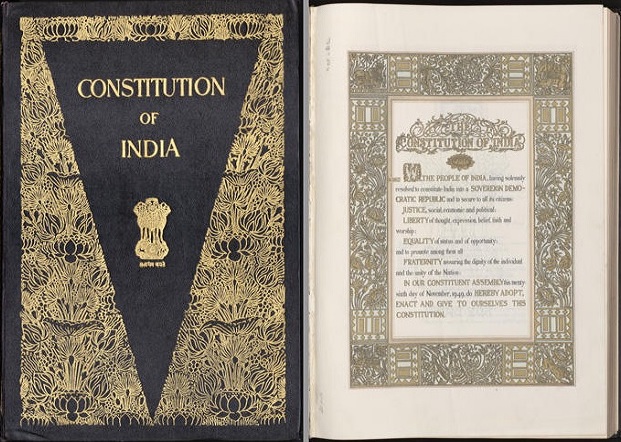 CONSTITUTION
OF
INDIA
सत्यमेव जयते
THE
CONSTITUTION OF INDIA
WE, THE PEOPLE OF INDIA, having solemnly
resolved to constitute India into a SOVEREIGN DEMO-
CRATIC REPUBLIC and to secure to all its citizens:
JUSTICE, social, economic and political;
LIBERTY of thought, expression, belief, faith and
worship;
EQUALITY of status and of opportunity;
and to promote among them all
FRATERNITY assuring the dignity of the individual
and the unity of the Nation;
IN OUR CONSTITUENT ASSEMBLY this twenty-
sixth day of November, 1949, do HEREBY ADOPT,
ENACT AND GIVE TO OURSELVES THIS
CONSTITUTION.